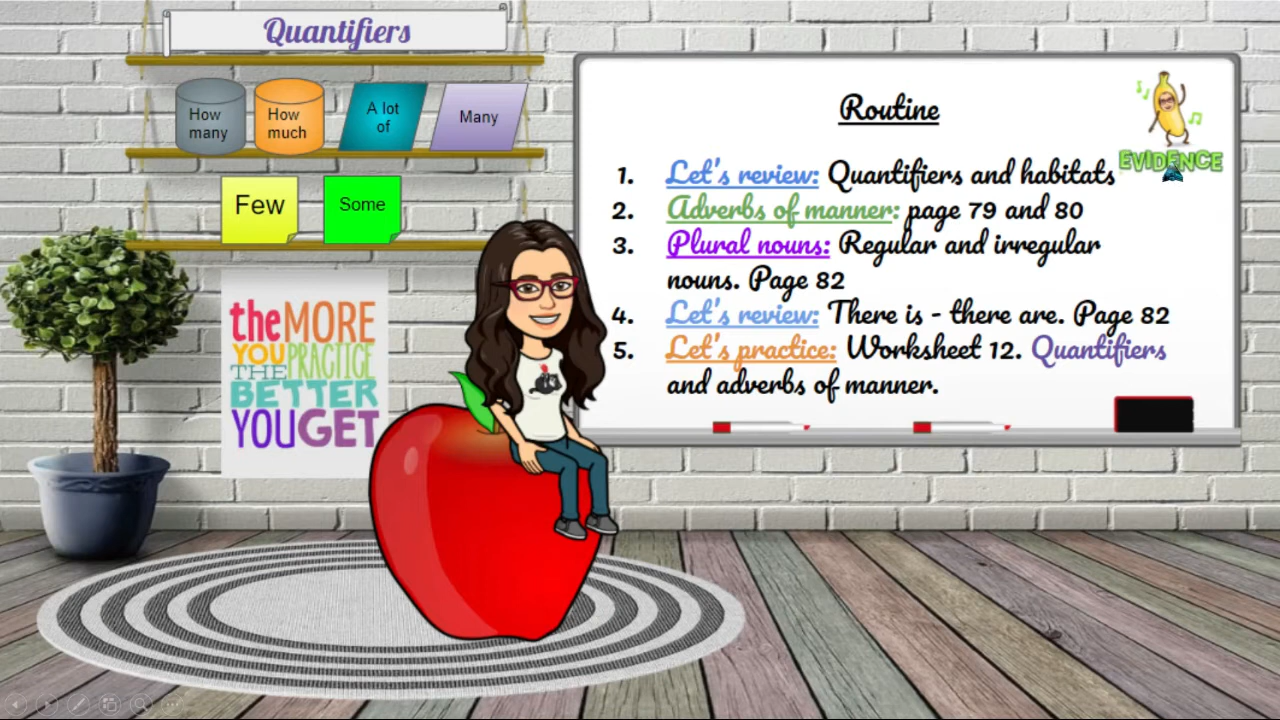 Quantifiers
How
many
How
much
A lot
of
Many
Few
Some
the MORE
YOU PRACTICE
THE
BETTER
YOU GET
Routine
EVIDENCE
1. Let's review: Quantifiers and habitats
2. Adverbs of manner: page 79 and 80
3. Plural nouns: Regular and irregular
nouns. Page 82
4. Let's review: There is - there are. Page 82
5. Let's practice: Worksheet 12. Quantifiers
and adverbs of manner.